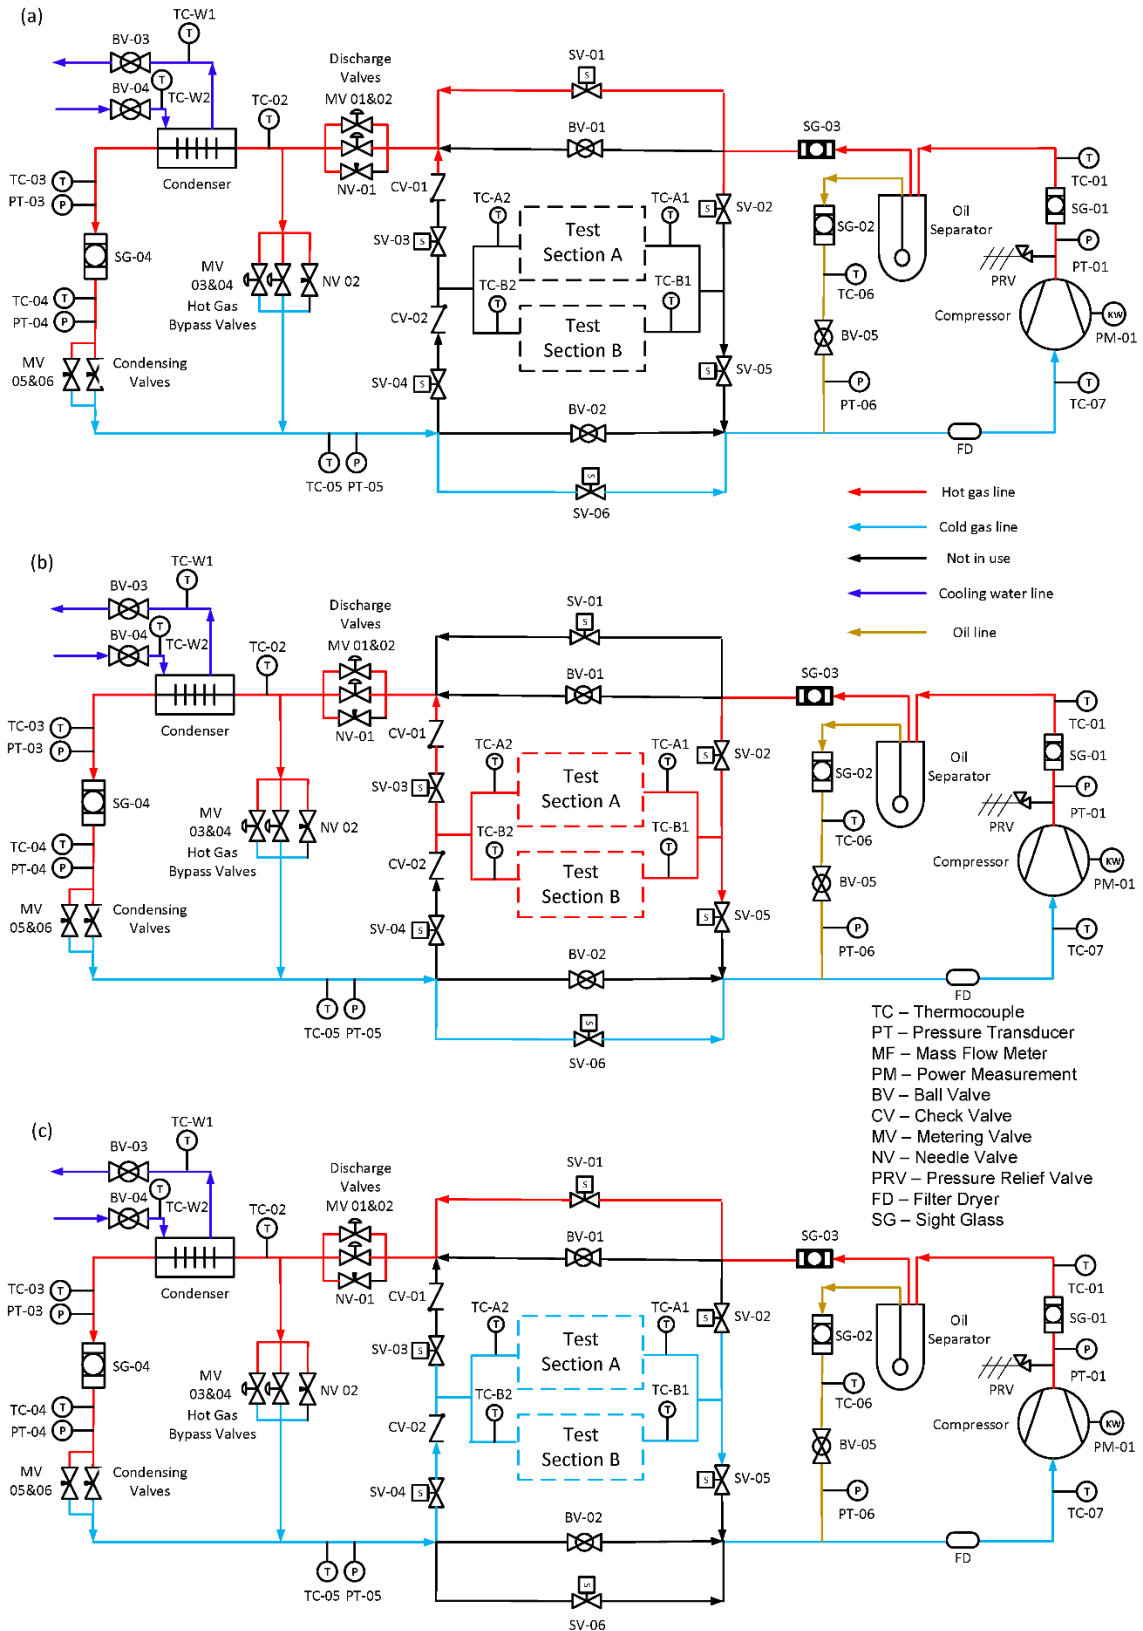 (a)
TC-W1
BV-03
T
BV-04
T
TC-W2
TC-02
T
Discharge
Valves
MV 01&02
SV-01
S
BV-01
SG-03
T
TC-01
TC-03
T
PT-03
P
Condenser
NV-01
CV-01
TC-A2
T
TC-A1
T
S
SV-02
SG-01
SG-02
Oil
Separator
P
PT-01
PRV
SG-04
SV-03
S
Test
Section A
MV
03&04
Hot Gas
Bypass Valves
NV 02
TC-B2
T
TC-B1
T
T
TC-06
TC-04
T
PT-04
P
CV-02
Test
Section B
Compressor
KW
PM-01
BV-05
MV
05&06
Condensing
Valves
SV-04
S
S
SV-05
P
PT-06
T
TC-07
BV-02
FD
T
P
TC-05
PT-05
S
SV-06
Hot gas line
Cold gas line
Not in use
Cooling water line
Oil line
(b)
TC-W1
BV-03
T
BV-04
T
TC-W2
TC-02
T
Discharge
Valves
MV 01&02
SV-01
S
BV-01
SG-03
T
TC-01
TC-03
T
PT-03
P
Condenser
NV-01
CV-01
TC-A2
T
TC-A1
T
S
SV-02
SG-01
SG-02
Oil
Separator
P
PT-01
PRV
SG-04
SV-03
S
Test
Section A
MV
03&04
Hot Gas
Bypass Valves
NV 02
TC-B2
T
TC-B1
T
T
TC-06
TC-04
T
PT-04
P
CV-02
Test
Section B
Compressor
KW
PM-01
BV-05
MV
05&06
Condensing
Valves
SV-04
S
S
SV-05
P
PT-06
T
TC-07
BV-02
FD
T
P
TC-05
PT-05
S
SV-06
TC – Thermocouple
PT – Pressure Transducer
MF – Mass Flow Meter
PM – Power Measurement
BV – Ball Valve
CV – Check Valve
MV – Metering Valve
NV – Needle Valve
PRV – Pressure Relief Valve
FD – Filter Dryer
SG – Sight Glass
(c)
TC-W1
BV-03
T
BV-04
T
TC-W2
TC-02
T
Discharge
Valves
MV 01&02
SV-01
S
BV-01
SG-03
T
TC-01
TC-03
T
PT-03
P
Condenser
NV-01
CV-01
TC-A2
T
TC-A1
T
S
SV-02
SG-01
SG-02
Oil
Separator
P
PT-01
PRV
SG-04
SV-03
S
Test
Section A
MV
03&04
Hot Gas
Bypass Valves
NV 02
TC-B2
T
TC-B1
T
T
TC-06
TC-04
T
PT-04
P
CV-02
Test
Section B
Compressor
KW
PM-01
BV-05
MV
05&06
Condensing
Valves
SV-04
S
S
SV-05
P
PT-06
T
TC-07
BV-02
FD
T
P
TC-05
PT-05
S
SV-06